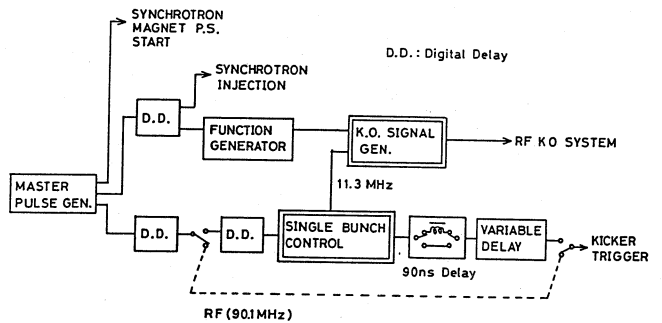 SYNCHROTRON
MAGNET P.S.
START
D.D. : Digital Delay
SYNCHROTRON
INJECTION
D.D.
FUNCTION
GENERATOR
K.O. SIGNAL
GEN.
RF KO SYSTEM
11.3 MHz
MASTER
PULSE GEN.
D.D.
D.D.
SINGLE BUNCH
CONTROL
90ns Delay
VARIABLE
DELAY
KICKER
TRIGGER
RF (90.1MHz)